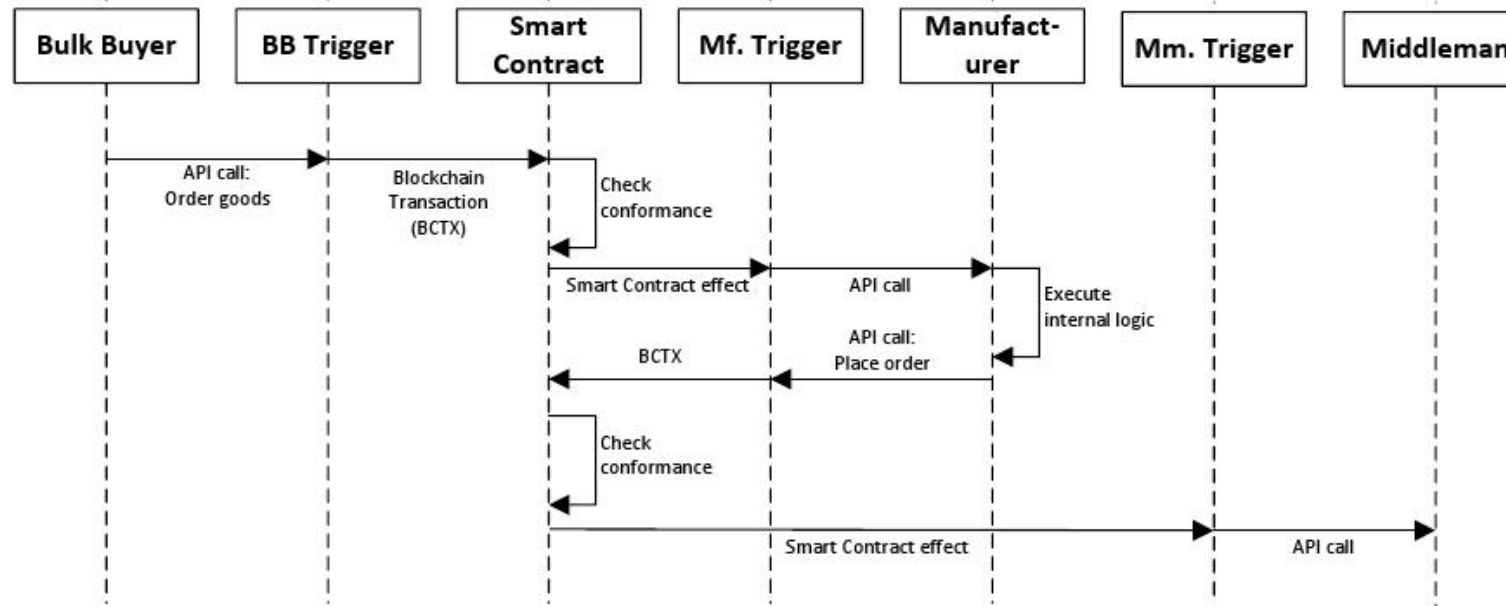 Bulk Buyer
BB Trigger
Smart
Contract
Mf. Trigger
Manufact-
urer
Mm. Trigger
Middleman
API call:
Order goods
Blockchain
Transaction
(BCTX)
Check
conformance
Smart Contract effect
API call
Execute
internal logic
BCTX
API call:
Place order
Check
conformance
Smart Contract effect
API call